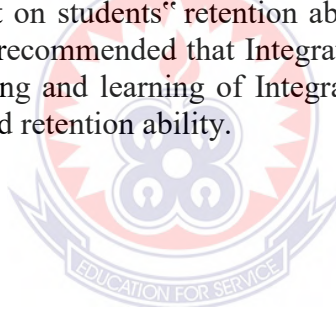 t on students‟ retention ab
recommended that Integra
ng and learning of Integra
d retention ability.
EDUCATION FOR SERVICE